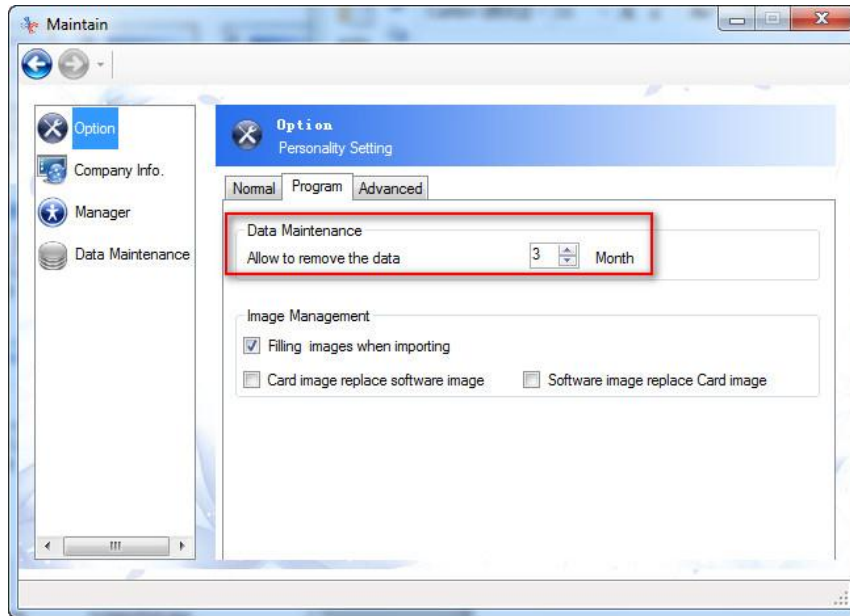 Maintain
Option
Company Info.
Manager
Data Maintenance
Option
Personality Setting
Normal Program Advanced
Data Maintenance
Allow to remove the data 3 Month
Image Management
Filling images when importing
Card image replace software image Software image replace Card image